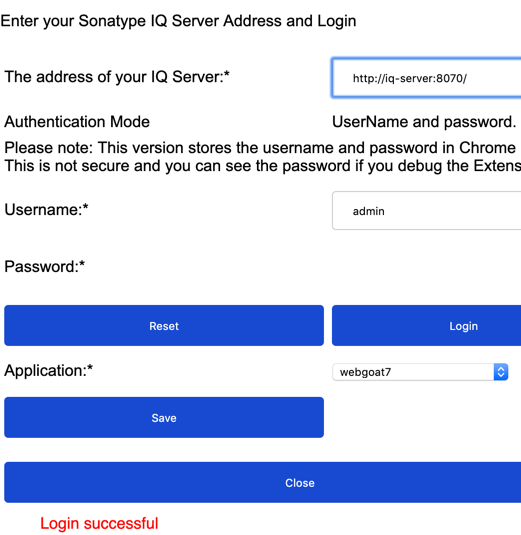 Enter your Sonatype IQ Server Address and Login
The address of your IQ Server:* http://iq-server:8070/
Authentication Mode UserName and password.
Please note: This version stores the username and password in Chrome
This is not secure and you can see the password if you debug the Extens
Username:* admin
Password:*
Reset Login
Application:* webgoat7
Save
Close
Login successful